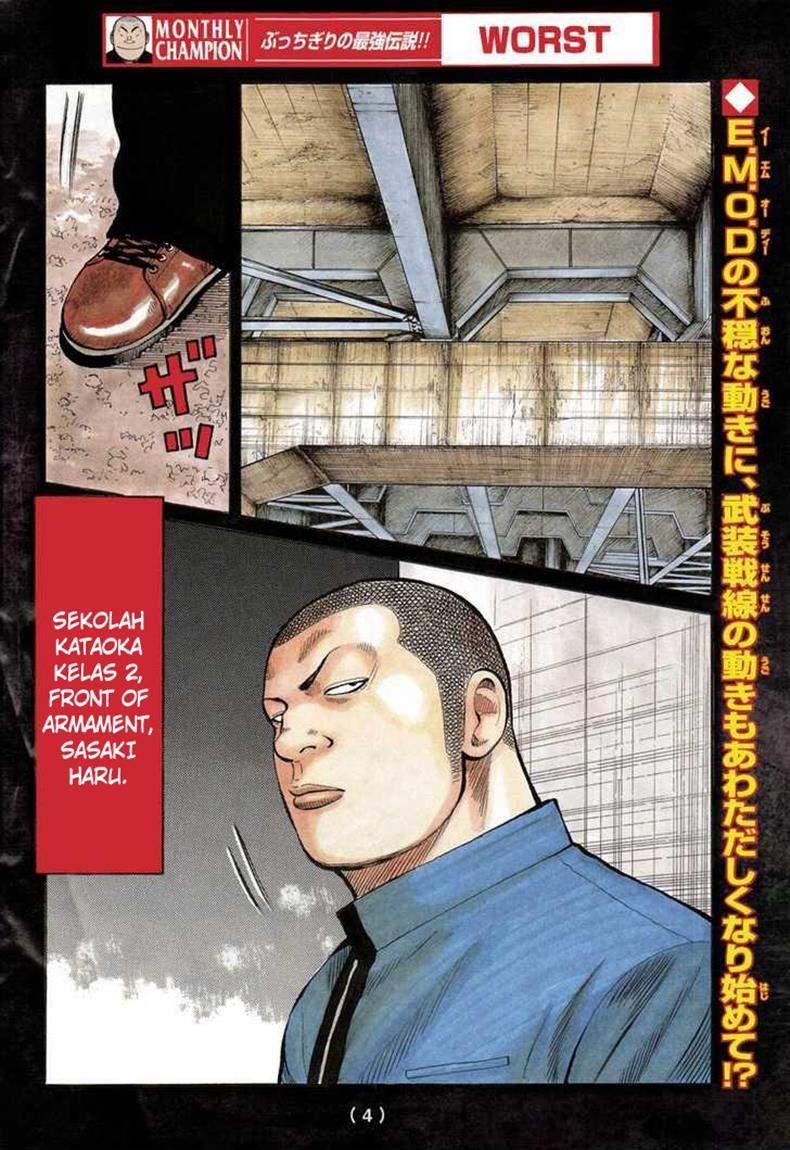 MONTHLY
CHAMPION
ぶっちぎりの最強伝説!!
WORST
◆E.M.O.Dの不穏な動きに、武装戦線の動きもあわただしくなり始めて!?
ザッ
SEKOLAH
KATAOKA
KELAS 2,
FRONT OF
ARMAMENT,
SASAKI
HARU.
(4)